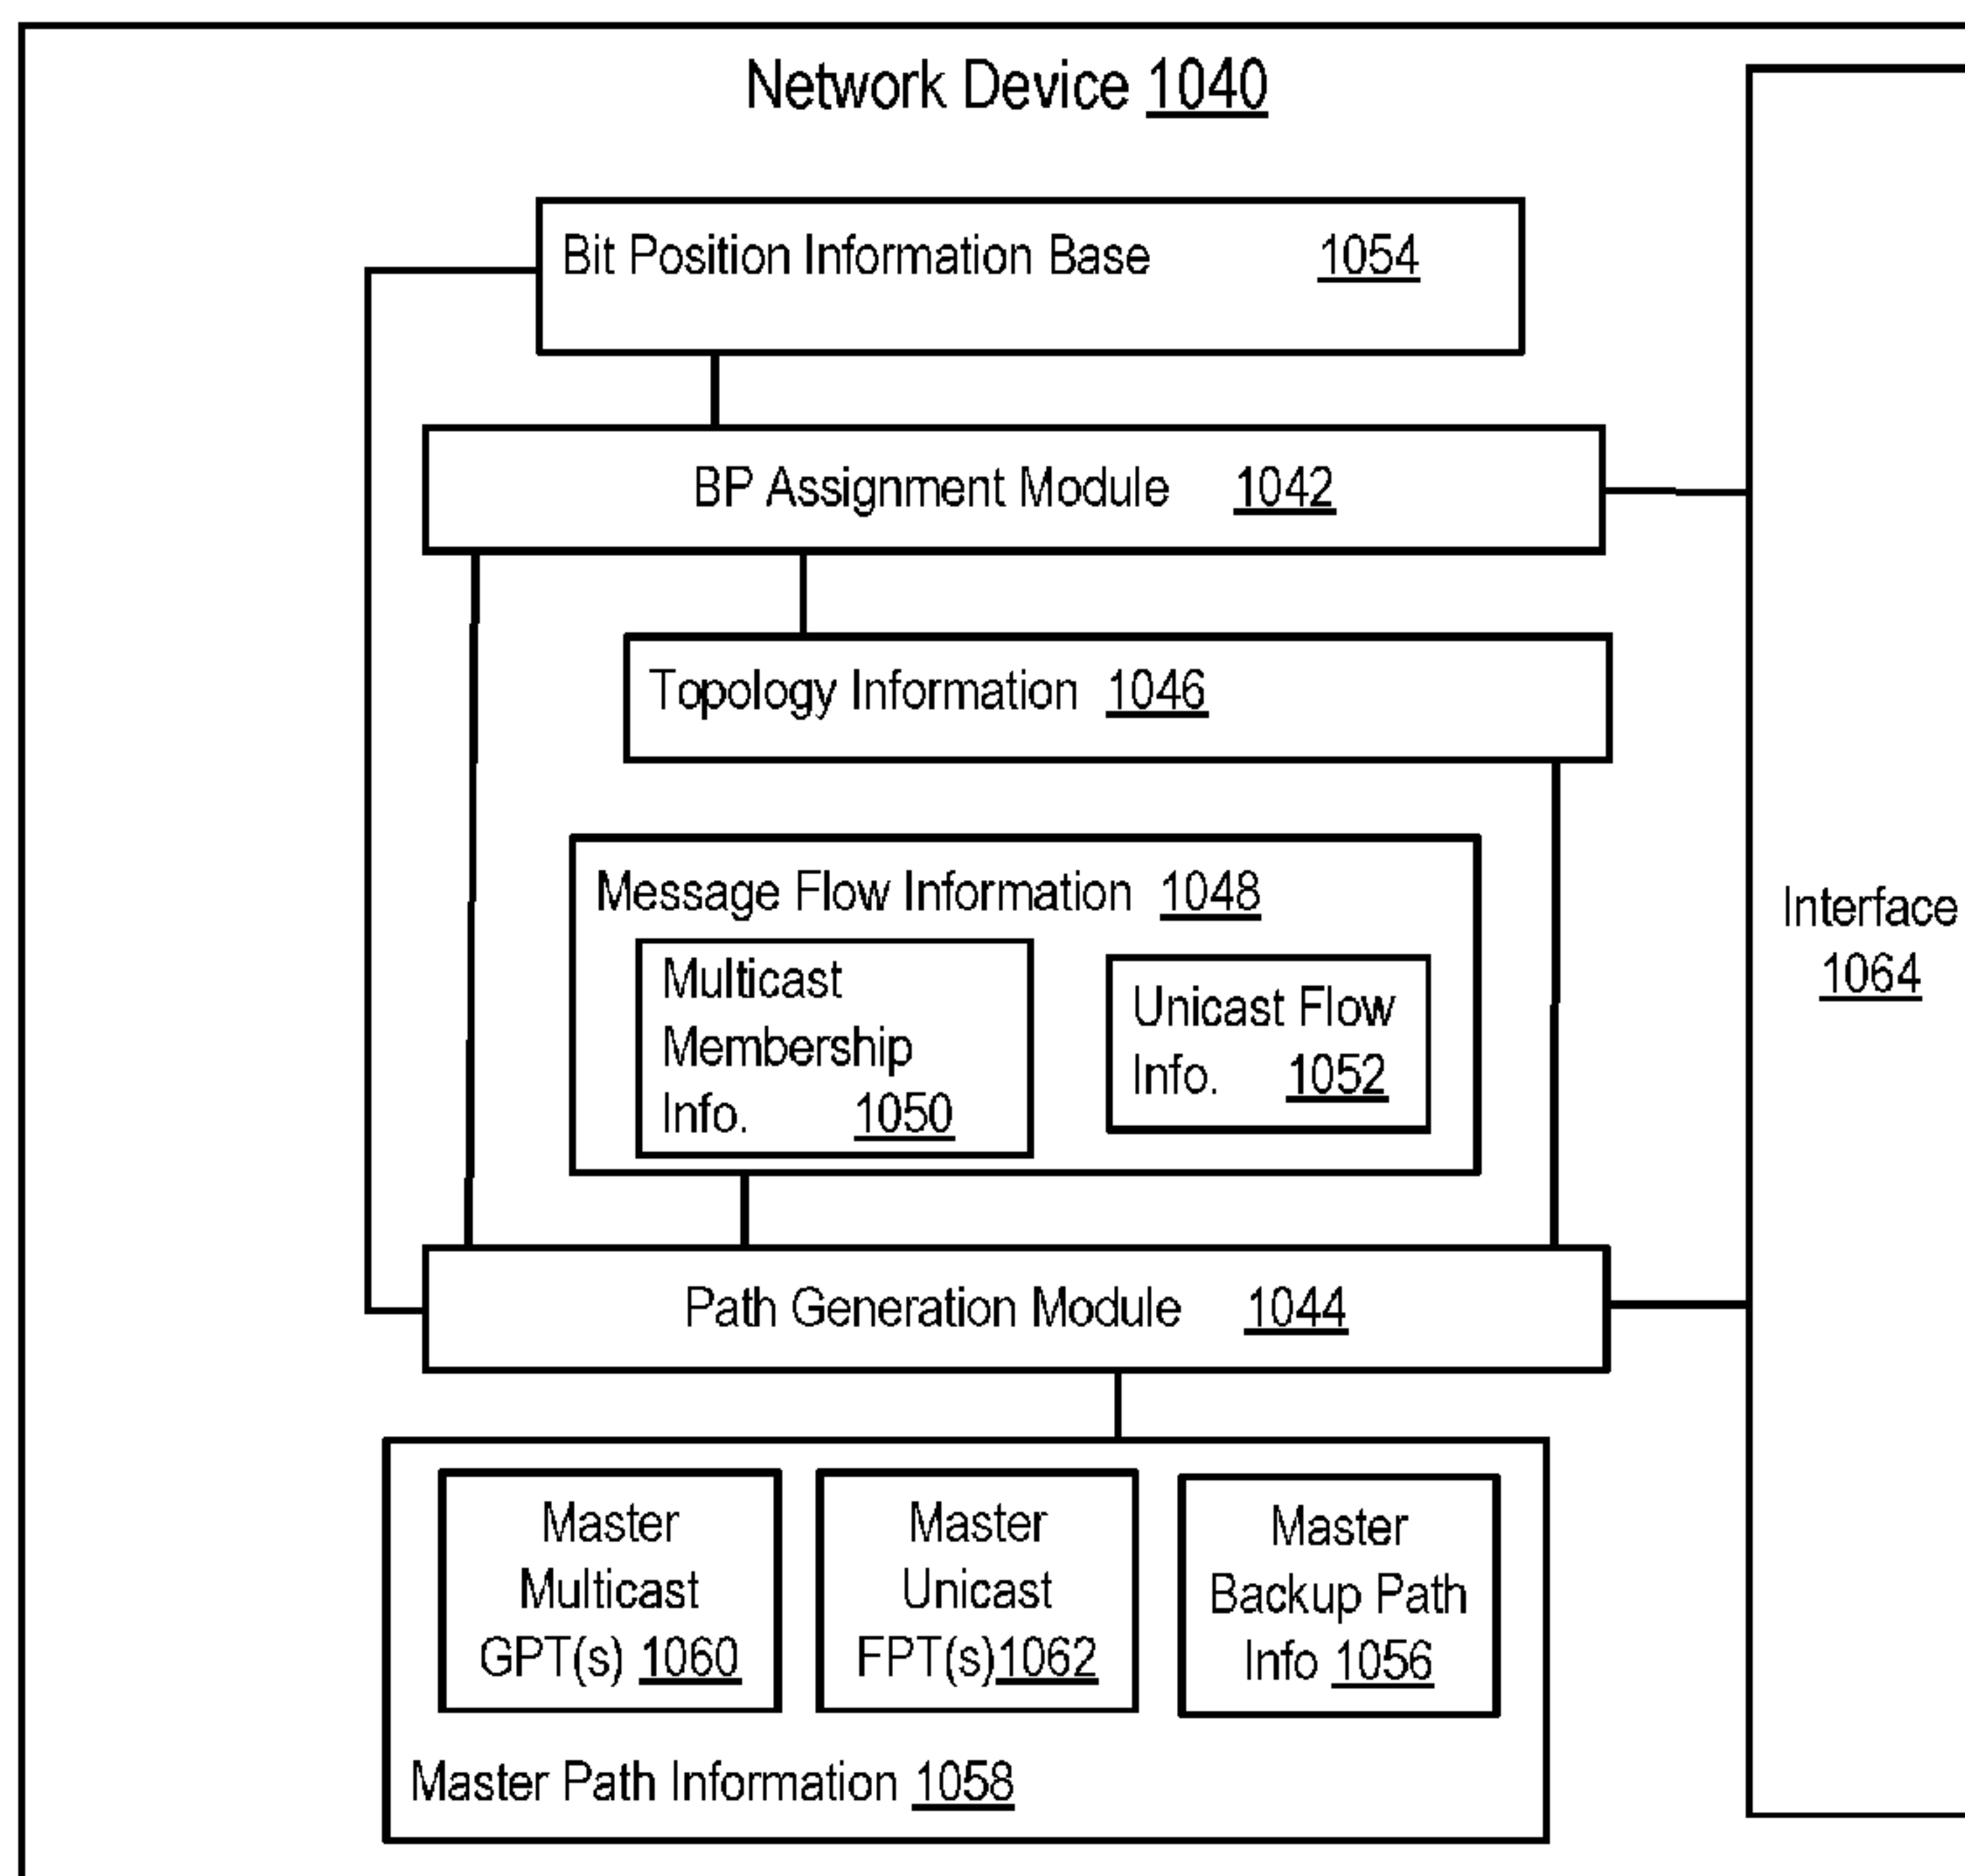 Network Device 1040
Bit Position Information Base 1054
BP Assignment Module 1042
Topology Information 1046
Message Flow Information 1048
Multicast
Membership
Info. 1050
Unicast Flow
Info. 1052
Interface
1064
Path Generation Module 1044
Master
Multicast
GPT(s) 1060
Master
Unicast
FPT(s)1062
Master
Backup Path
Info 1056
Master Path Information 1058